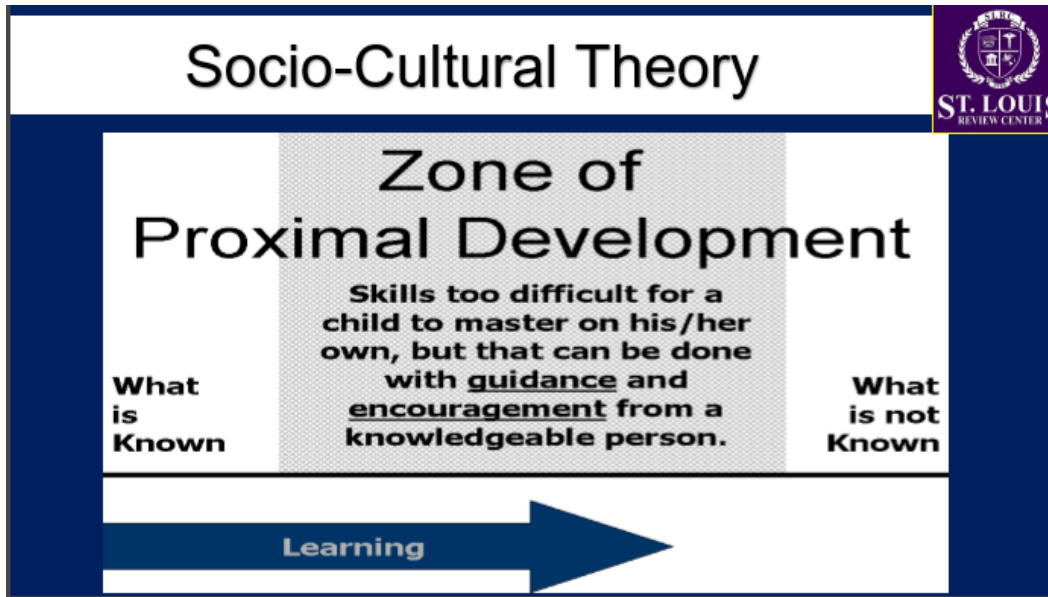 Socio-Cultural Theory
SLRC
ST. LOUIS
REVIEW CENTER
Zone of
Proximal Development
Skills too difficult for a
child to master on his/her
own, but that can be done
with guidance and
encouragement from a
knowledgeable person.
What
is
Known
What
is not
Known
Learning